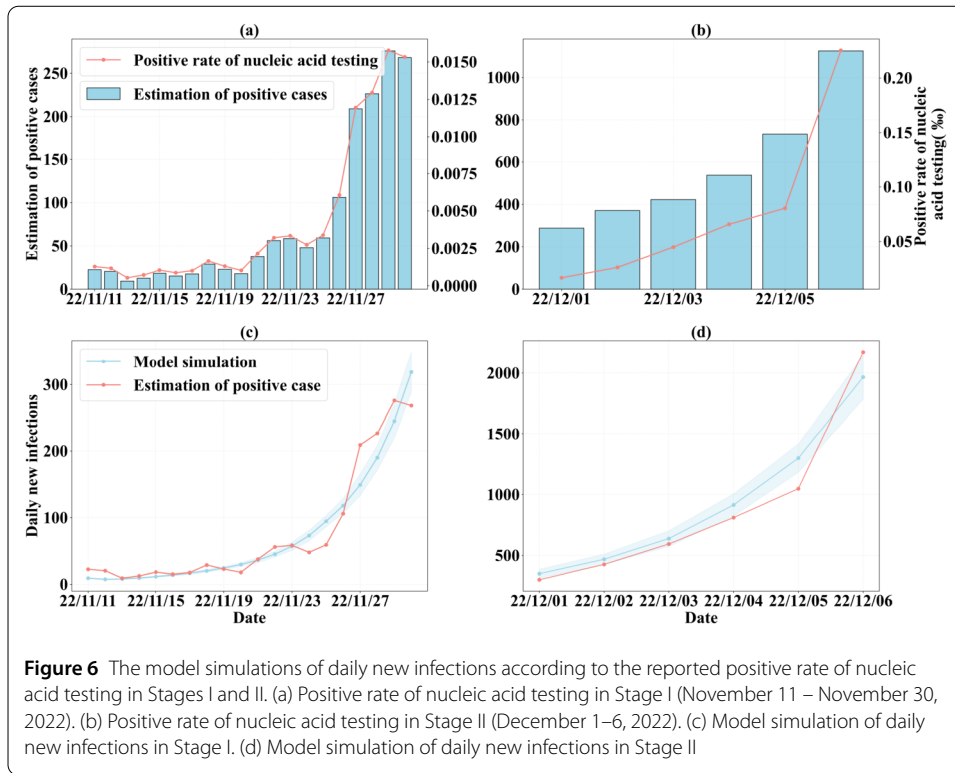 (a)
Positive rate of nucleic acid testing
Estimation of positive cases
Estimation of positive cases
250
200
150
100
50
0
0.0150
0.0125
0.0100
0.0075
0.0050
0.0025
0.0000
22/11/11 22/11/15 22/11/19 22/11/23 22/11/27
(b)
1000
800
600
400
200
0
0.20
0.15
0.10
0.05
Positive rate of nucleic
acid testing( ‰)
22/12/01 22/12/03 22/12/05
(c)
Model simulation
Estimation of positive case
Daily new infections
300
200
100
0
22/11/11 22/11/15 22/11/19 22/11/23 22/11/27
Date
(d)
2000
1500
1000
500
22/12/01 22/12/02 22/12/03 22/12/04 22/12/05 22/12/06
Date
Figure 6 The model simulations of daily new infections according to the reported positive rate of nucleic
acid testing in Stages I and II. (a) Positive rate of nucleic acid testing in Stage I (November 11 – November 30,
2022). (b) Positive rate of nucleic acid testing in Stage II (December 1–6, 2022). (c) Model simulation of daily
new infections in Stage I. (d) Model simulation of daily new infections in Stage II